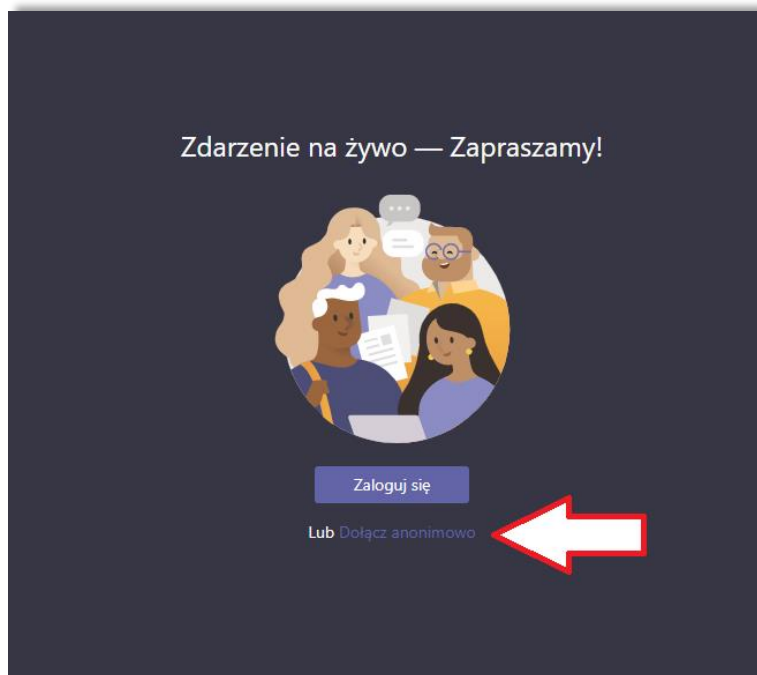 Zdarzenie na żywo — Zapraszamy!
Zaloguj się
Lub Dołącz anonimowo